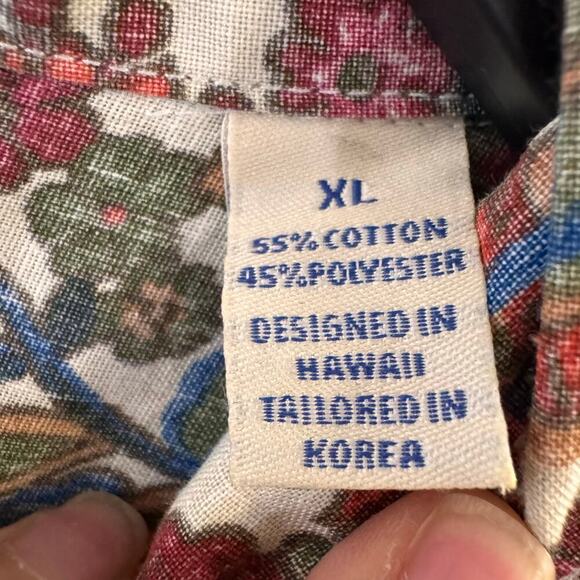 XL
55% COTTON
45% POLYESTER
DESIGNED IN
HAWAII
TAILORED IN
KOREA